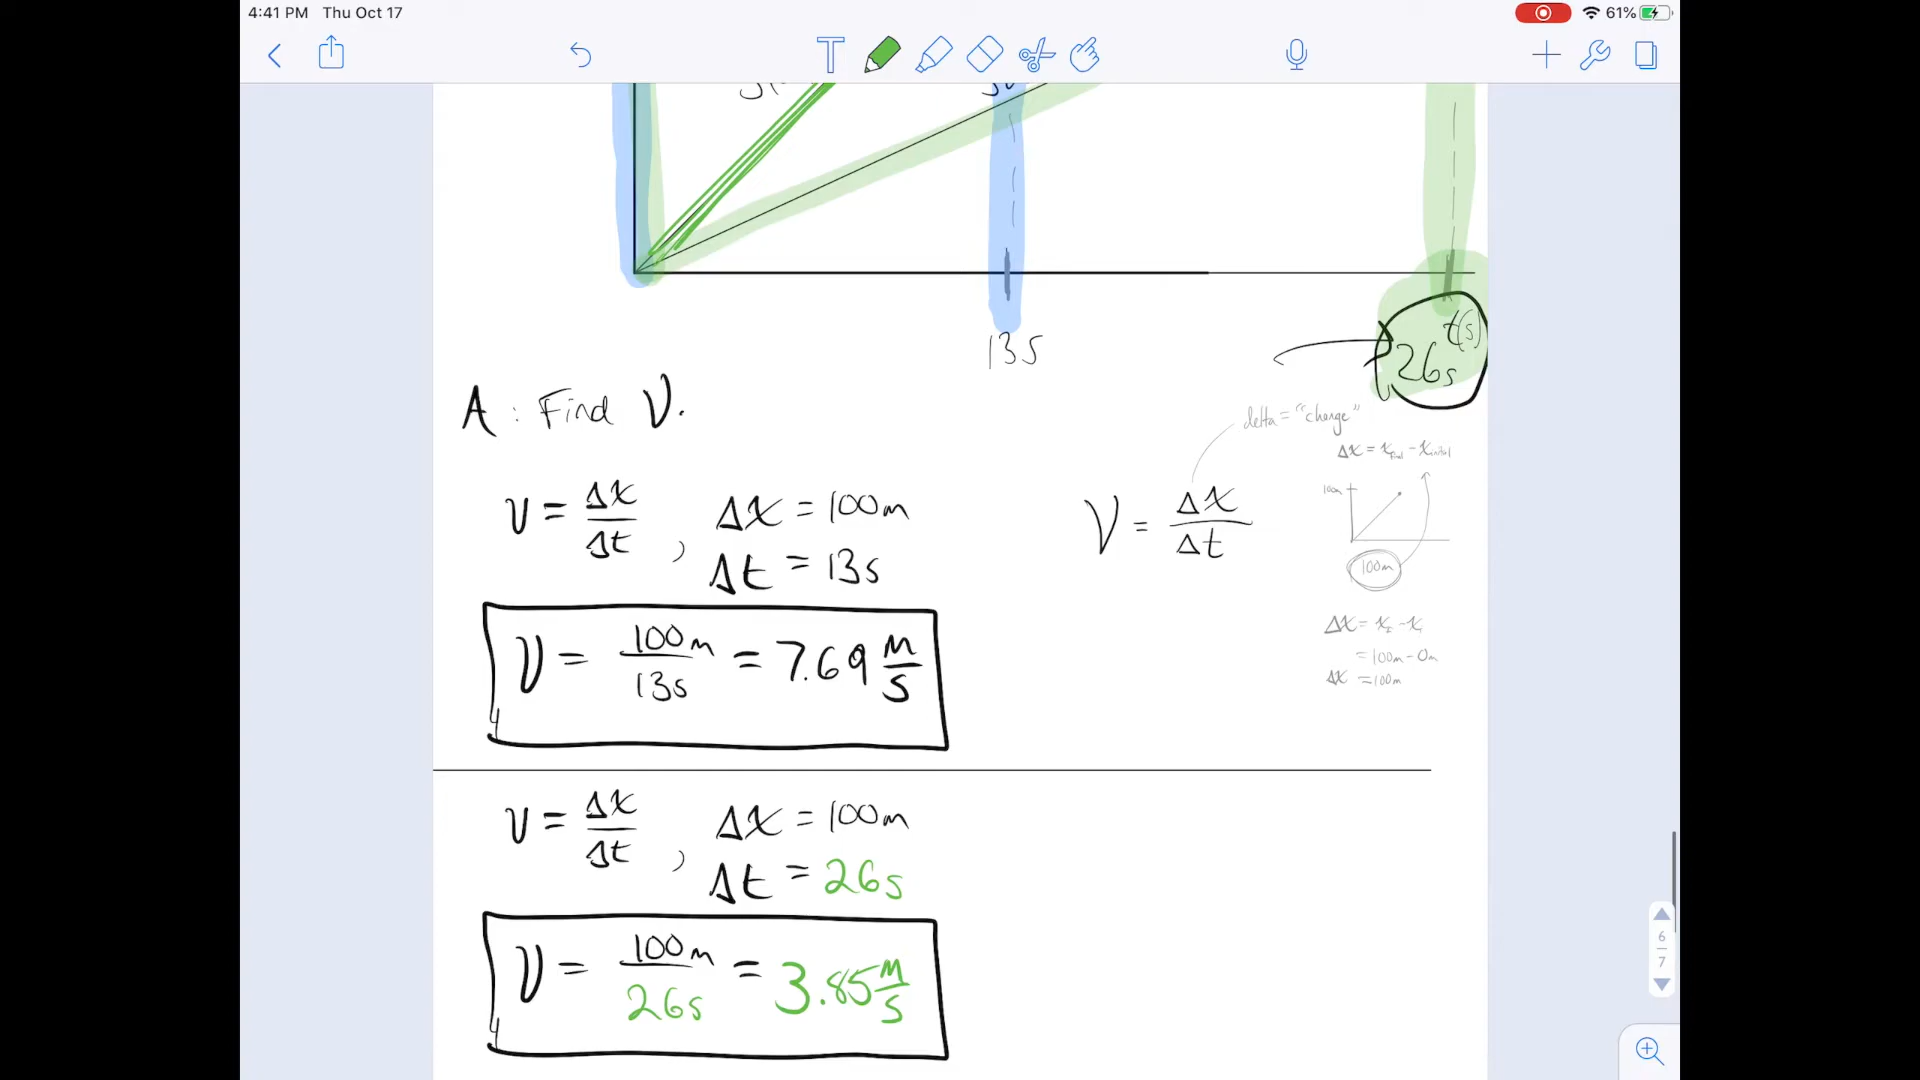 4:41 PM Thu Oct 17
61%
T
13s
t(s)
26s
A : Find V.
delta = "change"
Δx = x final - x initial
V = Δx / Δt , Δx = 100m
Δt = 13s
V = Δx / Δt
100m
100m
V = 100m / 13s = 7.69 m/s
Δx = x₂ - x₁
= 100m - 0m
Δx = 100m
V = Δx / Δt , Δx = 100m
Δt = 26s
V = 100m / 26s = 3.85 m/s
6
7